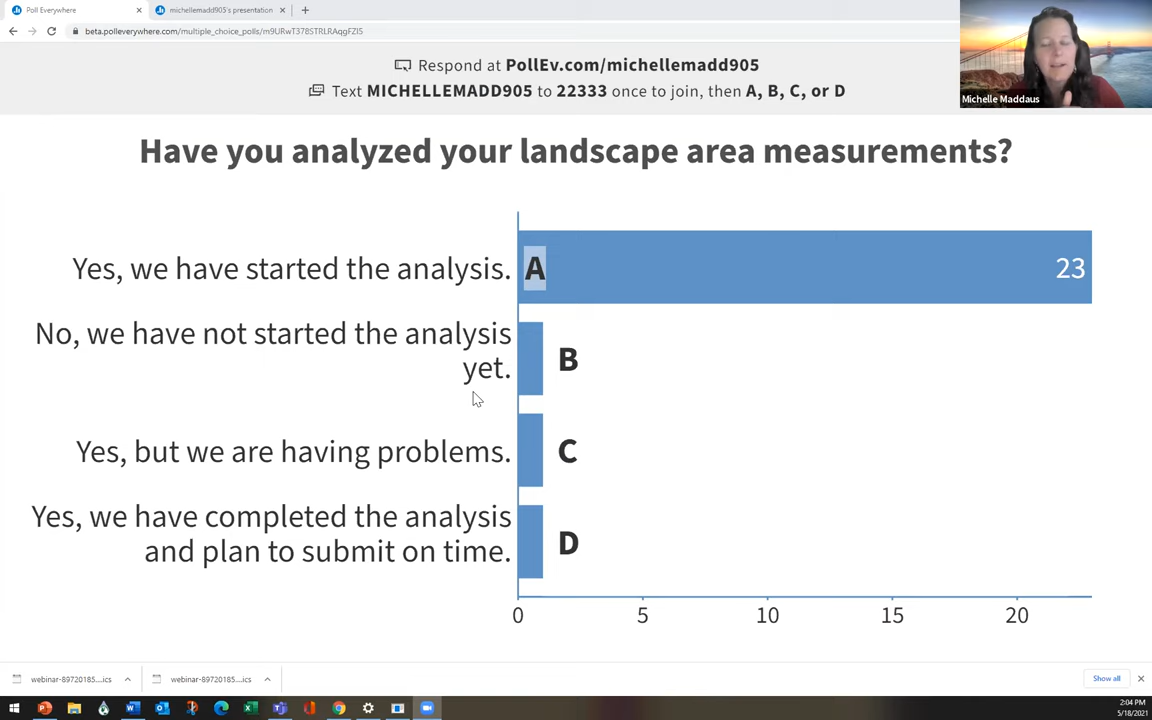 Poll Everywhere
michellemadd905's presentation
beta.polleverywhere.com/multiple_choice_polls/m9URwT378STRLRAqgFZI5
Respond at PollEv.com/michellemadd905
Text MICHELLEMADD905 to 22333 once to join, then A, B, C, or D
Michelle Maddaus
Have you analyzed your landscape area measurements?
Yes, we have started the analysis. A 23
No, we have not started the analysis
yet.
B
Yes, but we are having problems. C
Yes, we have completed the analysis
and plan to submit on time.
D
0 5 10 15 20
webinar-89720185....ics
webinar-89720185....ics
Show all
2:04 PM
5/18/2021